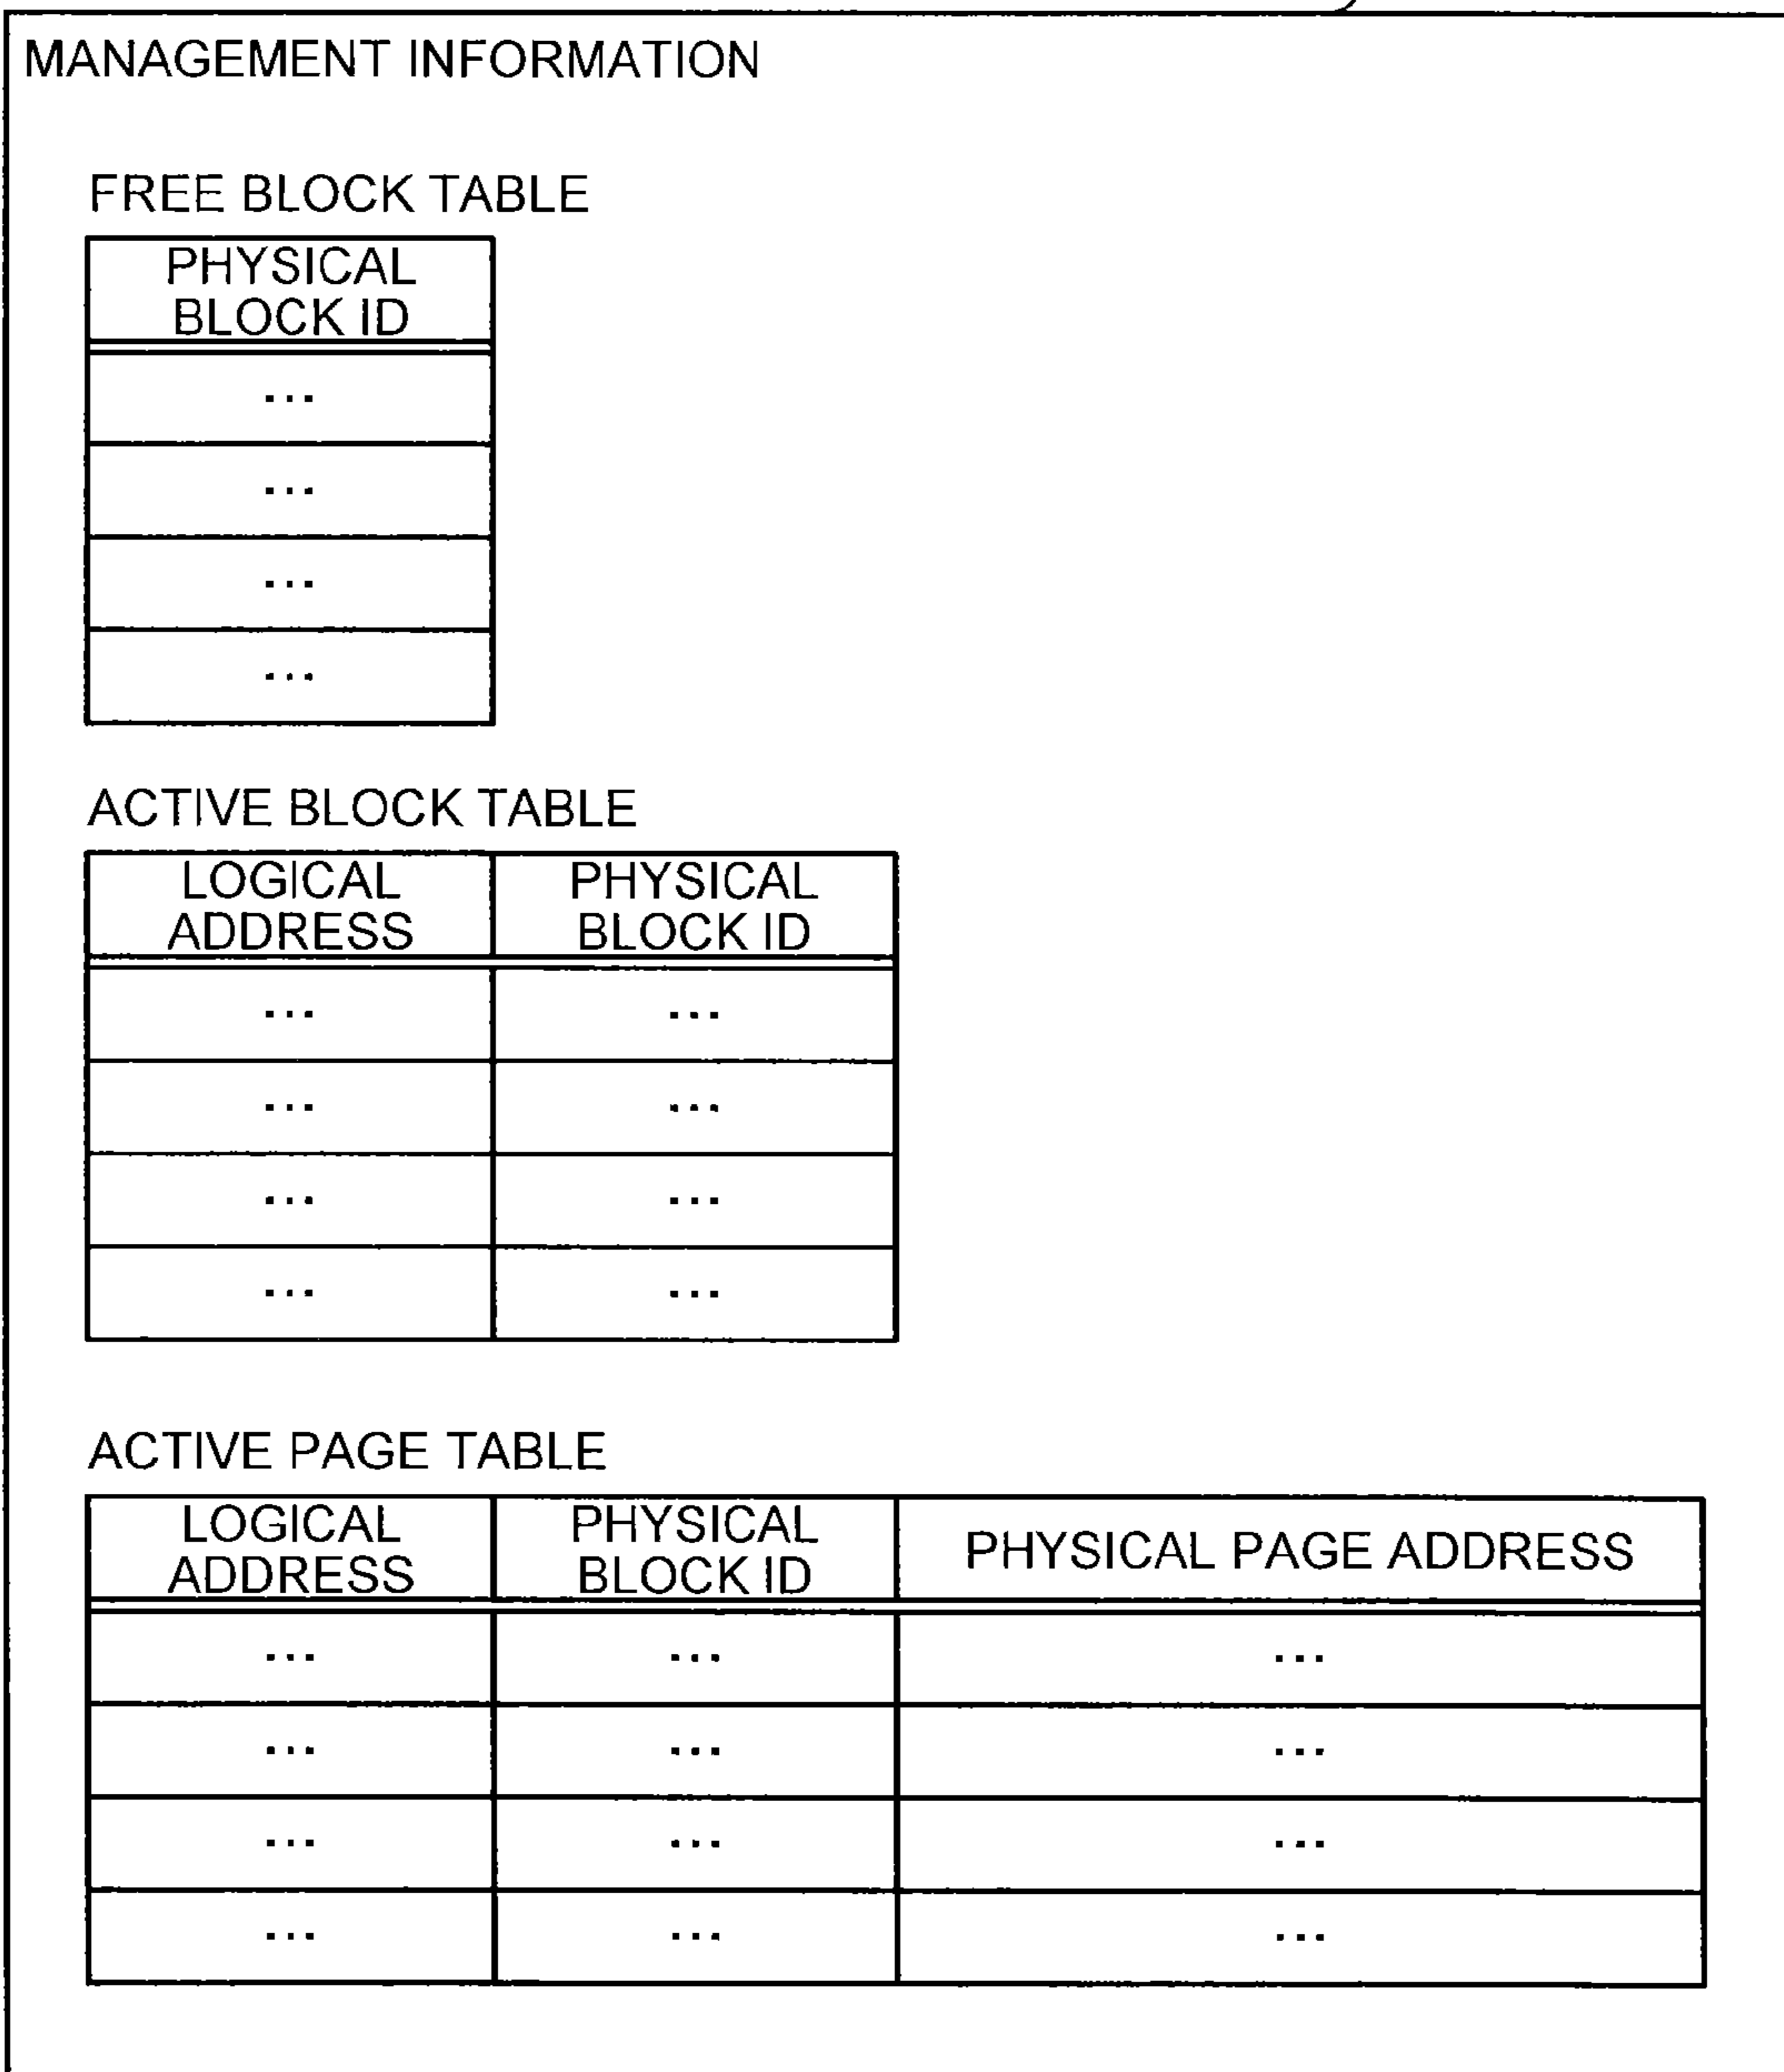 MANAGEMENT INFORMATION
FREE BLOCK TABLE
PHYSICAL
BLOCK ID
...
...
...
...
ACTIVE BLOCK TABLE
LOGICAL ADDRESS PHYSICAL BLOCK ID
... ...
... ...
... ...
... ...
ACTIVE PAGE TABLE
LOGICAL ADDRESS PHYSICAL BLOCK ID PHYSICAL PAGE ADDRESS
... ... ...
... ... ...
... ... ...
... ... ...